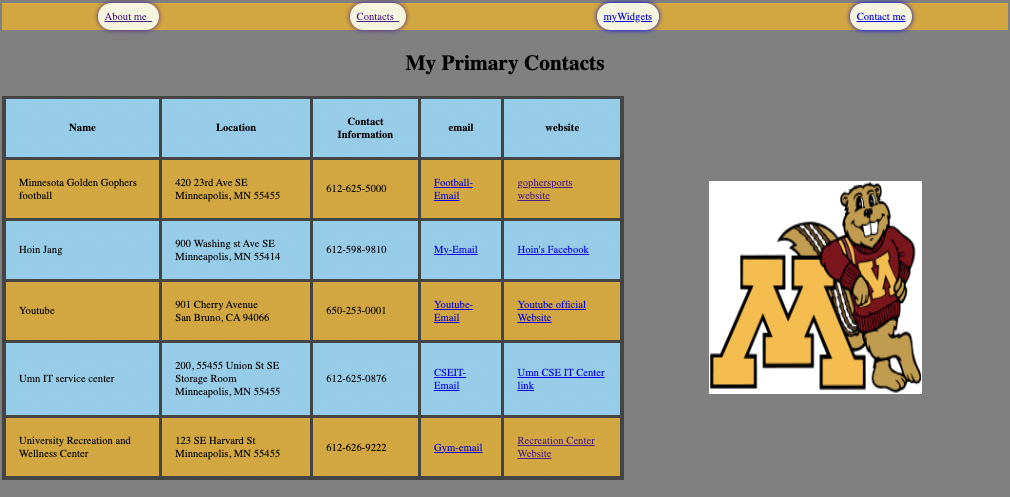 About me
Contacts
myWidgets
Contact me
My Primary Contacts
Name
Location
Contact
Information
email
website
Minnesota Golden Gophers
football
420 23rd Ave SE
Minneapolis, MN 55455
612-625-5000
Football-
Email
gophersports
website
Hoin Jang
900 Washing st Ave SE
Minneapolis, MN 55414
612-598-9810
My-Email
Hoin's Facebook
Youtube
901 Cherry Avenue
San Bruno, CA 94066
650-253-0001
Youtube-
Email
Youtube official
Website
Umn IT service center
200, 55455 Union St SE
Storage Room
Minneapolis, MN 55455
612-625-0876
CSEIT-
Email
Umn CSE IT Center
link
University Recreation and
Wellness Center
123 SE Harvard St
Minneapolis, MN 55455
612-626-9222
Gym-email
Recreation Center
Website
M
M